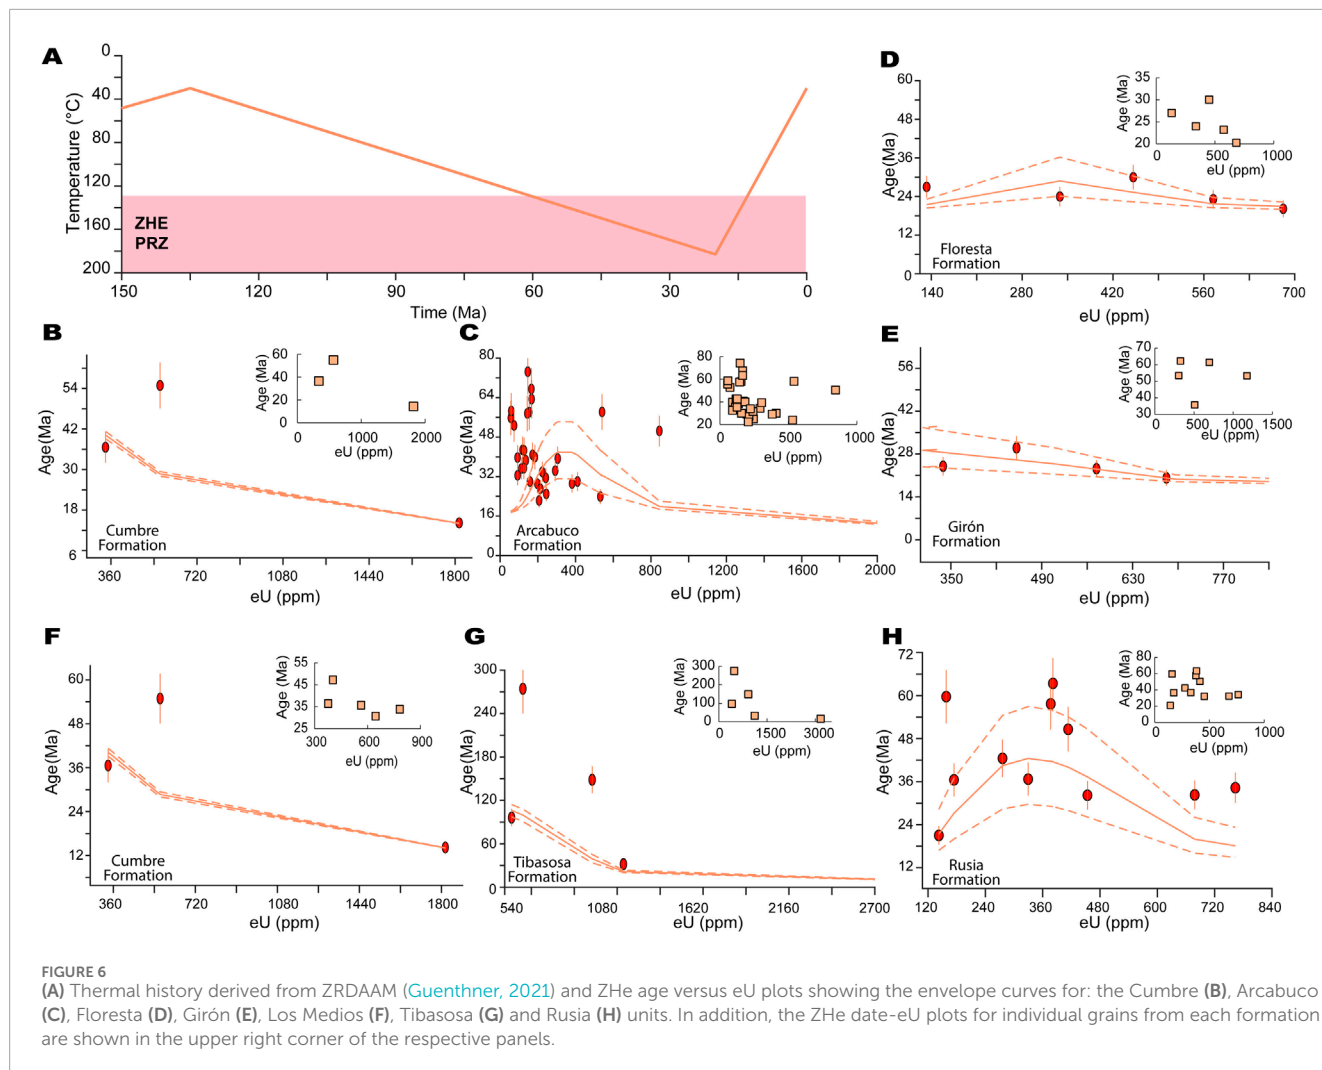 A
0
40
80
120
160
200
Temperature (°C)
ZHE
PRZ
150
120
90
60
30
0
Time (Ma)
D
60
48
36
24
12
0
Age(Ma)
Floresta
Formation
140
280
420
560
700
eU (ppm)
35
30
25
20
Age (Ma)
0
500
1000
eU (ppm)
B
54
42
30
18
6
Age(Ma)
Cumbre
Formation
360
720
1080
1440
1800
eU (ppm)
60
40
20
0
Age (Ma)
0
1000
2000
eU (ppm)
C
80
64
48
32
16
0
Age(Ma)
Arcabuco
Formation
0
400
800
1200
1600
2000
eU (ppm)
80
60
40
20
0
Age (Ma)
0
500
1000
eU (ppm)
E
56
42
28
14
0
Age(Ma)
Girón
Formation
350
490
630
770
eU (ppm)
70
60
50
40
30
Age (Ma)
0
500
1000
1500
eU (ppm)
F
60
48
36
24
12
Age(Ma)
Cumbre
Formation
360
720
1080
1440
1800
eU (ppm)
55
45
35
25
Age (Ma)
300
600
900
eU (ppm)
G
300
240
180
150
120
60
0
Age(Ma)
Tibasosa
Formation
540
1080
1620
2160
2700
eU (ppm)
300
200
100
0
Age (Ma)
0
1500
3000
eU (ppm)
H
72
60
48
36
24
12
Age(Ma)
Rusia
Formation
120
240
360
480
600
720
840
eU (ppm)
80
60
40
20
0
Age (Ma)
0
500
1000
eU (ppm)
FIGURE 6
(A) Thermal history derived from ZRDAAM (Guenthner, 2021) and ZHe age versus eU plots showing the envelope curves for: the Cumbre (B), Arcabuco
(C), Floresta (D), Girón (E), Los Medios (F), Tibasosa (G) and Rusia (H) units. In addition, the ZHe date-eU plots for individual grains from each formation
are shown in the upper right corner of the respective panels.